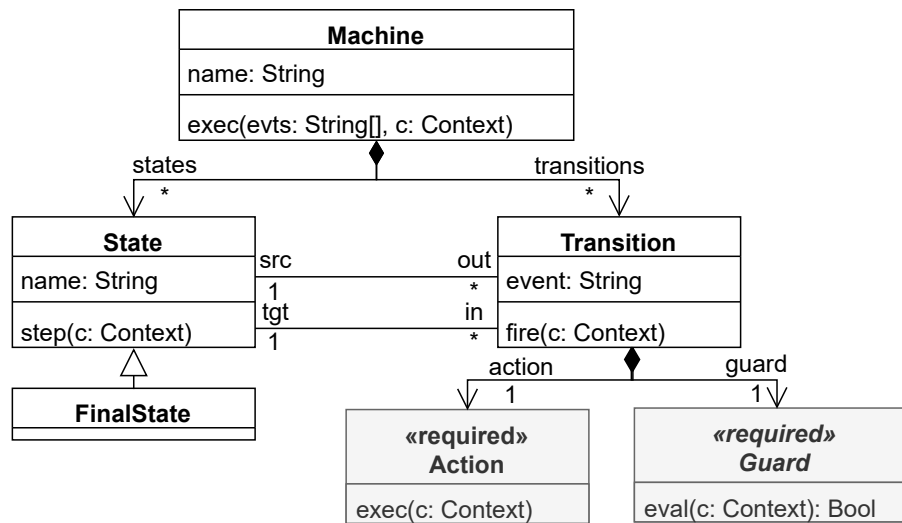 Machine
name: String
exec(evts: String[], c: Context)
states
transitions
*
*
State
name: String
step(c: Context)
src
out
1
*
tgt
in
1
*
Transition
event: String
fire(c: Context)
FinalState
action
guard
1
1
«required»
Action
exec(c: Context)
«required»
Guard
eval(c: Context): Bool